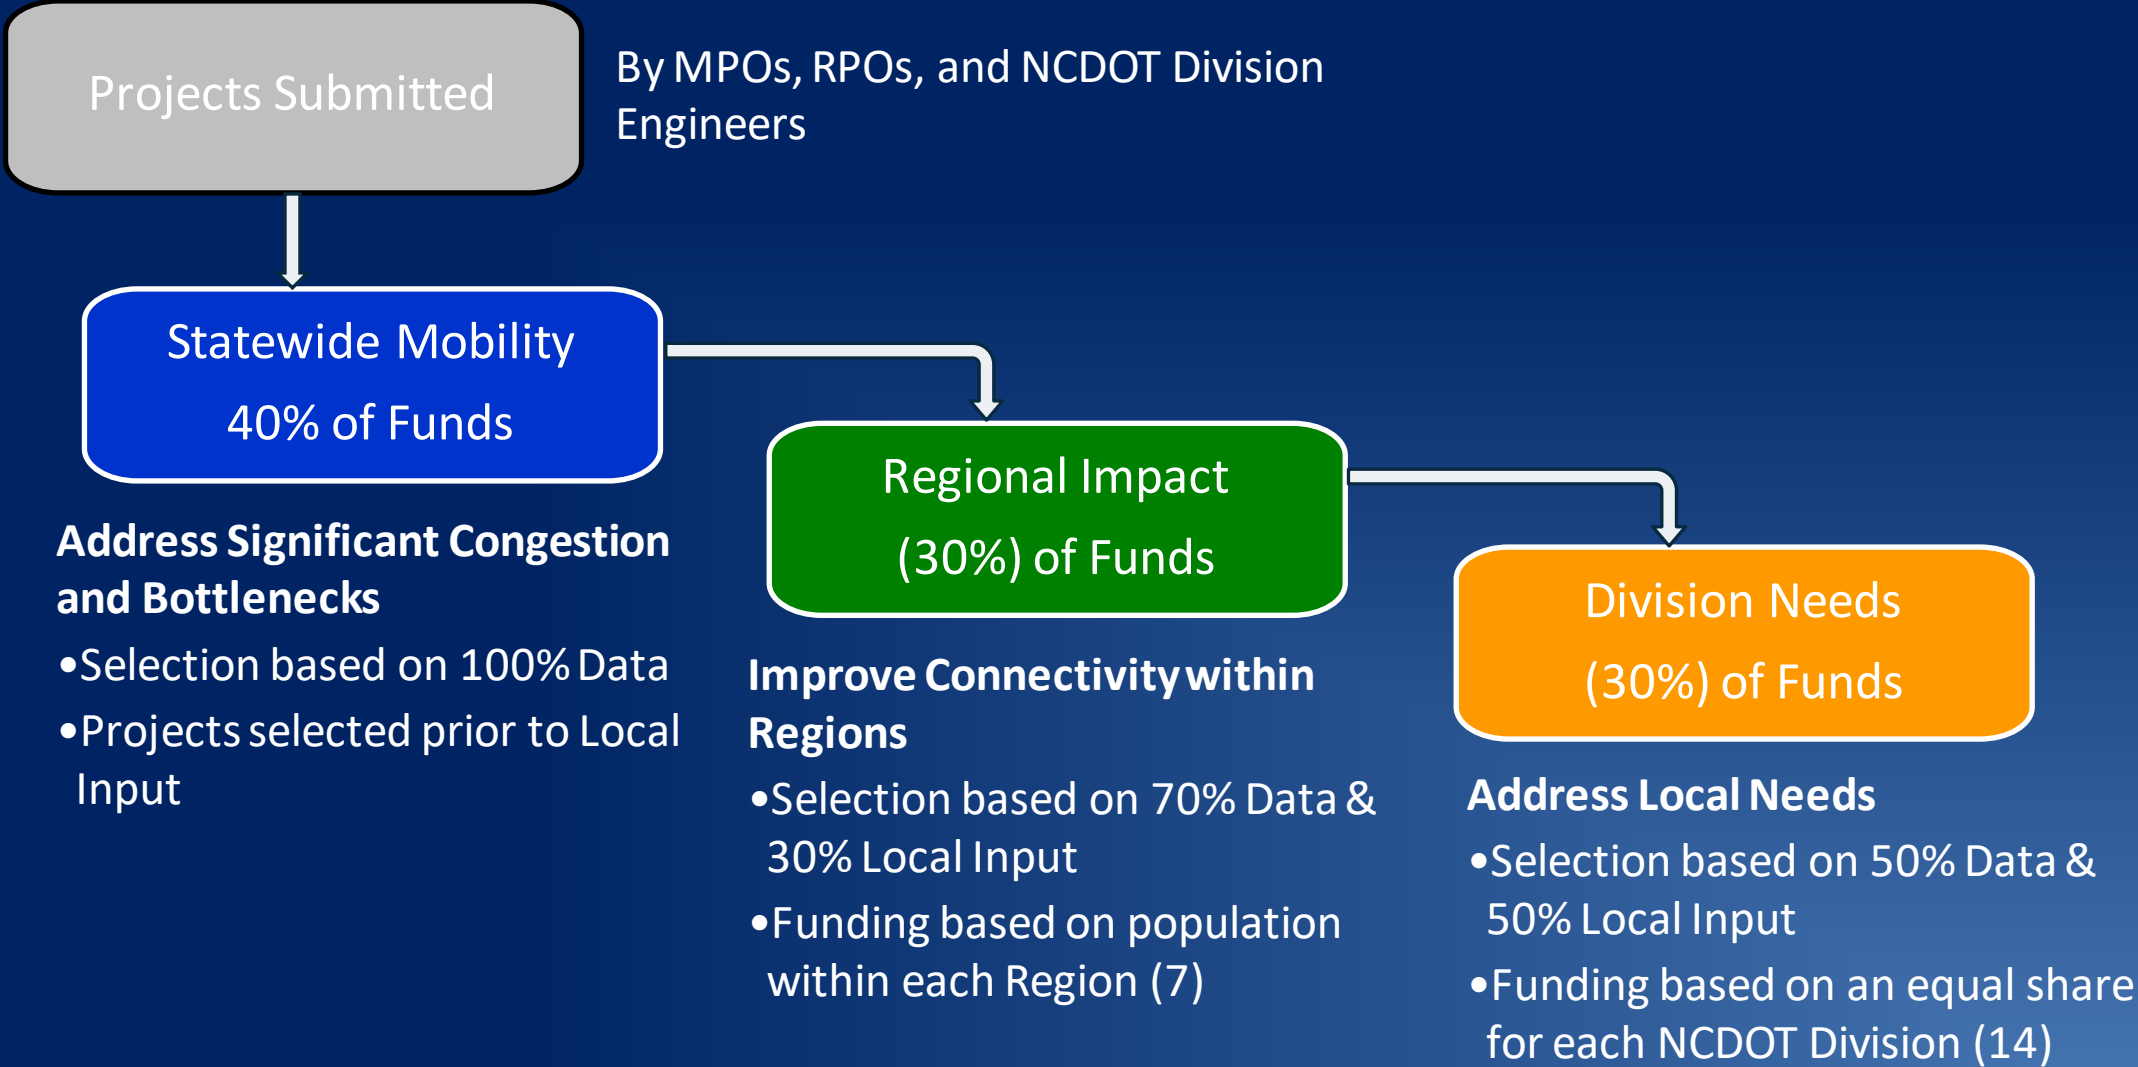 Projects Submitted
By MPOs, RPOs, and NCDOT Division
Engineers
Statewide Mobility
40% of Funds
Address Significant Congestion
and Bottlenecks
•Selection based on 100% Data
•Projects selected prior to Local
Input
Regional Impact
(30%) of Funds
Improve Connectivity within
Regions
•Selection based on 70% Data &
30% Local Input
•Funding based on population
within each Region (7)
Division Needs
(30%) of Funds
Address Local Needs
•Selection based on 50% Data &
50% Local Input
•Funding based on an equal share
for each NCDOT Division (14)